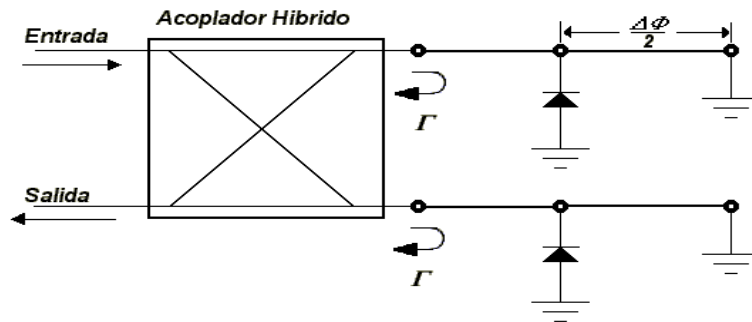 Acoplador Hibrido
Entrada
ΔΦ
2
Γ
Salida
Γ